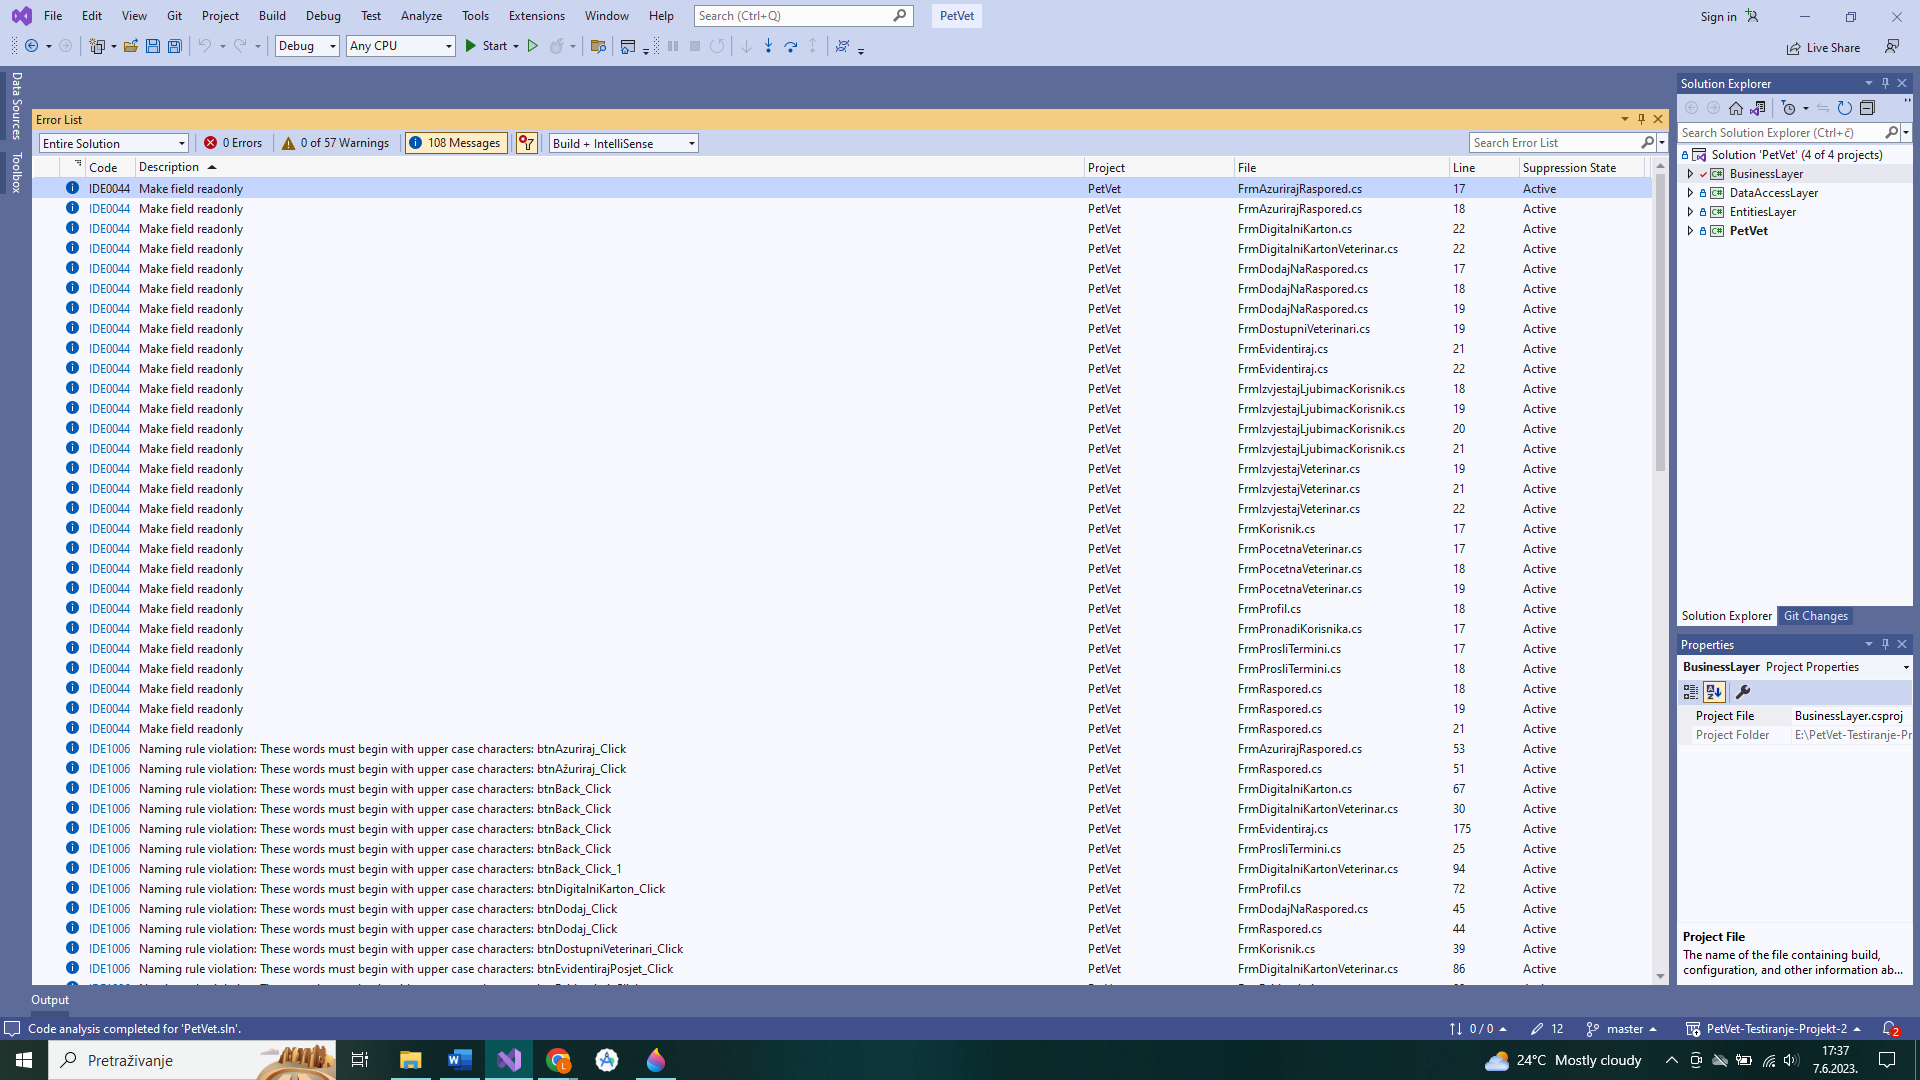 File Edit View Git Project Build Debug Test Analyze Tools Extensions Window Help Search (Ctrl+Q) PetVet Sign in
Debug Any CPU Start Live Share
Data Sources
Toolbox
Error List
Entire Solution 0 Errors 0 of 57 Warnings 108 Messages Build + IntelliSense Search Error List
Code Description Project File Line Suppression State
IDE0044 Make field readonly PetVet FrmAzurirajRaspored.cs 17 Active
IDE0044 Make field readonly PetVet FrmAzurirajRaspored.cs 18 Active
IDE0044 Make field readonly PetVet FrmDigitalniKarton.cs 22 Active
IDE0044 Make field readonly PetVet FrmDigitalniKartonVeterinar.cs 22 Active
IDE0044 Make field readonly PetVet FrmDodajNaRaspored.cs 17 Active
IDE0044 Make field readonly PetVet FrmDodajNaRaspored.cs 18 Active
IDE0044 Make field readonly PetVet FrmDodajNaRaspored.cs 19 Active
IDE0044 Make field readonly PetVet FrmDostupniVeterinari.cs 19 Active
IDE0044 Make field readonly PetVet FrmEvidentiraj.cs 21 Active
IDE0044 Make field readonly PetVet FrmEvidentiraj.cs 22 Active
IDE0044 Make field readonly PetVet FrmIzvjestajLjubimacKorisnik.cs 18 Active
IDE0044 Make field readonly PetVet FrmIzvjestajLjubimacKorisnik.cs 19 Active
IDE0044 Make field readonly PetVet FrmIzvjestajLjubimacKorisnik.cs 20 Active
IDE0044 Make field readonly PetVet FrmIzvjestajLjubimacKorisnik.cs 21 Active
IDE0044 Make field readonly PetVet FrmIzvjestajVeterinar.cs 19 Active
IDE0044 Make field readonly PetVet FrmIzvjestajVeterinar.cs 21 Active
IDE0044 Make field readonly PetVet FrmIzvjestajVeterinar.cs 22 Active
IDE0044 Make field readonly PetVet FrmKorisnik.cs 17 Active
IDE0044 Make field readonly PetVet FrmPocetnaVeterinar.cs 17 Active
IDE0044 Make field readonly PetVet FrmPocetnaVeterinar.cs 18 Active
IDE0044 Make field readonly PetVet FrmPocetnaVeterinar.cs 19 Active
IDE0044 Make field readonly PetVet FrmProfil.cs 18 Active
IDE0044 Make field readonly PetVet FrmPronadiKorisnika.cs 17 Active
IDE0044 Make field readonly PetVet FrmProsliTermini.cs 17 Active
IDE0044 Make field readonly PetVet FrmProsliTermini.cs 18 Active
IDE0044 Make field readonly PetVet FrmRaspored.cs 18 Active
IDE0044 Make field readonly PetVet FrmRaspored.cs 19 Active
IDE0044 Make field readonly PetVet FrmRaspored.cs 21 Active
IDE1006 Naming rule violation: These words must begin with upper case characters: btnAzuriraj_Click PetVet FrmAzurirajRaspored.cs 53 Active
IDE1006 Naming rule violation: These words must begin with upper case characters: btnAžuriraj_Click PetVet FrmRaspored.cs 51 Active
IDE1006 Naming rule violation: These words must begin with upper case characters: btnBack_Click PetVet FrmDigitalniKarton.cs 67 Active
IDE1006 Naming rule violation: These words must begin with upper case characters: btnBack_Click PetVet FrmDigitalniKartonVeterinar.cs 30 Active
IDE1006 Naming rule violation: These words must begin with upper case characters: btnBack_Click PetVet FrmEvidentiraj.cs 175 Active
IDE1006 Naming rule violation: These words must begin with upper case characters: btnBack_Click PetVet FrmProsliTermini.cs 25 Active
IDE1006 Naming rule violation: These words must begin with upper case characters: btnBack_Click_1 PetVet FrmDigitalniKartonVeterinar.cs 94 Active
IDE1006 Naming rule violation: These words must begin with upper case characters: btnDigitalniKarton_Click PetVet FrmProfil.cs 72 Active
IDE1006 Naming rule violation: These words must begin with upper case characters: btnDodaj_Click PetVet FrmDodajNaRaspored.cs 45 Active
IDE1006 Naming rule violation: These words must begin with upper case characters: btnDodaj_Click PetVet FrmRaspored.cs 44 Active
IDE1006 Naming rule violation: These words must begin with upper case characters: btnDostupniVeterinari_Click PetVet FrmKorisnik.cs 39 Active
IDE1006 Naming rule violation: These words must begin with upper case characters: btnEvidentirajPosjet_Click PetVet FrmDigitalniKartonVeterinar.cs 86 Active
Solution Explorer
Search Solution Explorer (Ctrl+č)
Solution 'PetVet' (4 of 4 projects)
BusinessLayer
DataAccessLayer
EntitiesLayer
PetVet
Solution Explorer Git Changes
Properties
BusinessLayer Project Properties
Project File BusinessLayer.csproj
Project Folder E:\PetVet-Testiranje-Pr
Project File
The name of the file containing build,
configuration, and other information ab...
Output
Code analysis completed for 'PetVet.sln'. 0 / 0 12 master PetVet-Testiranje-Projekt-2 2
Pretraživanje 24°C Mostly cloudy 17:37
7.6.2023.